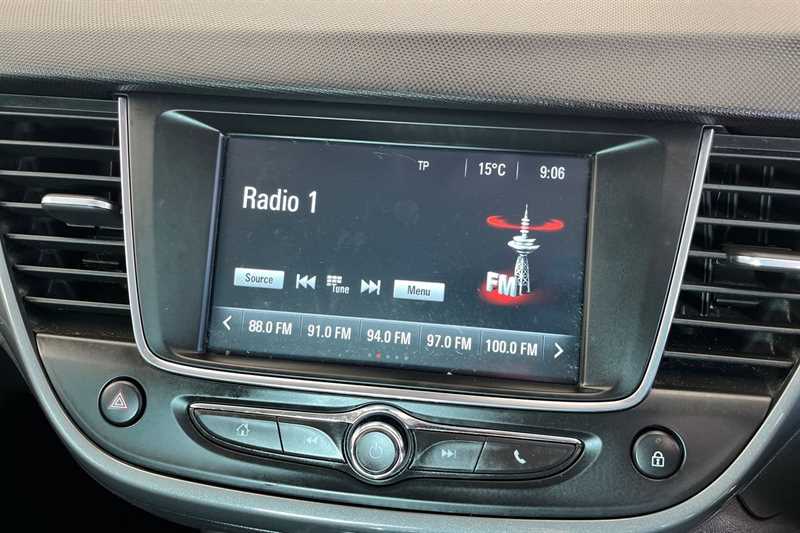 TP 15°C 9:06
Radio 1
FM
Source Tune Menu
88.0 FM 91.0 FM 94.0 FM 97.0 FM 100.0 FM